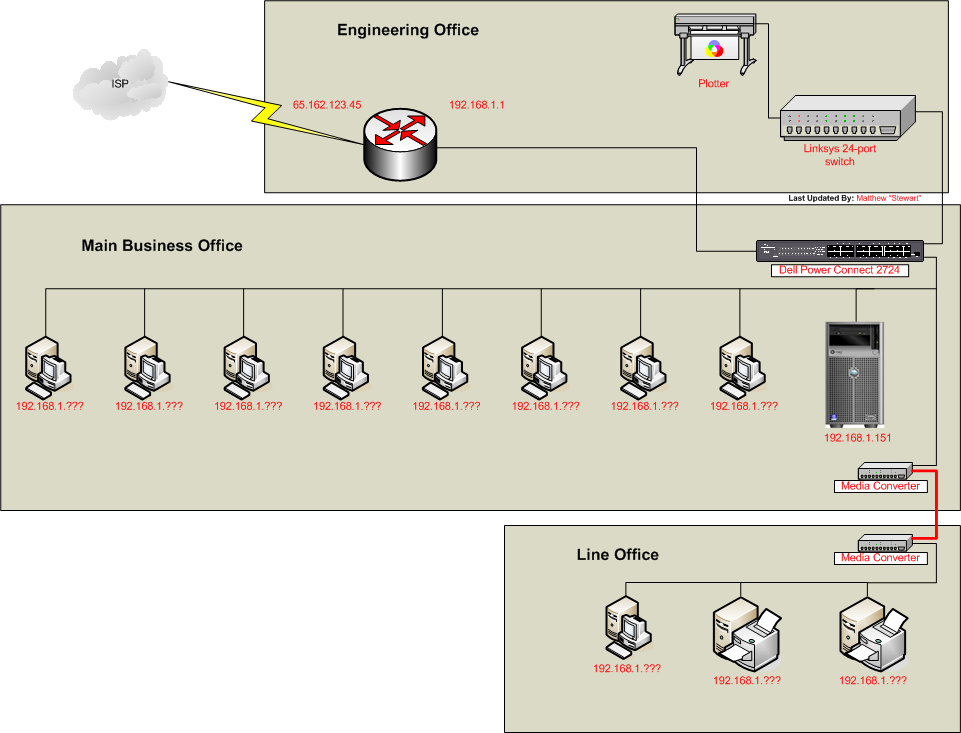 Engineering Office
ISP
65.162.123.45
192.168.1.1
Plotter
Linksys 24-port
switch
Last Updated By: Matthew "Stewart"
Main Business Office
Dell Power Connect 2724
192.168.1.???
192.168.1.???
192.168.1.???
192.168.1.???
192.168.1.???
192.168.1.???
192.168.1.???
192.168.1.???
192.168.1.151
Media Converter
Line Office
Media Converter
192.168.1.???
192.168.1.???
192.168.1.???